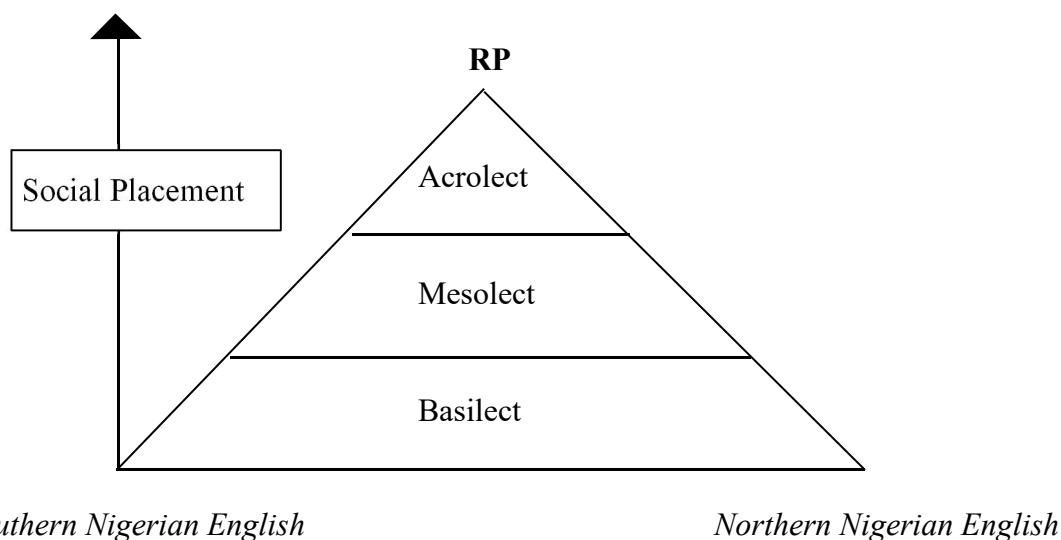 RP
Acrolect
Social Placement
Mesolect
Basilect
uthern Nigerian English
Northern Nigerian English